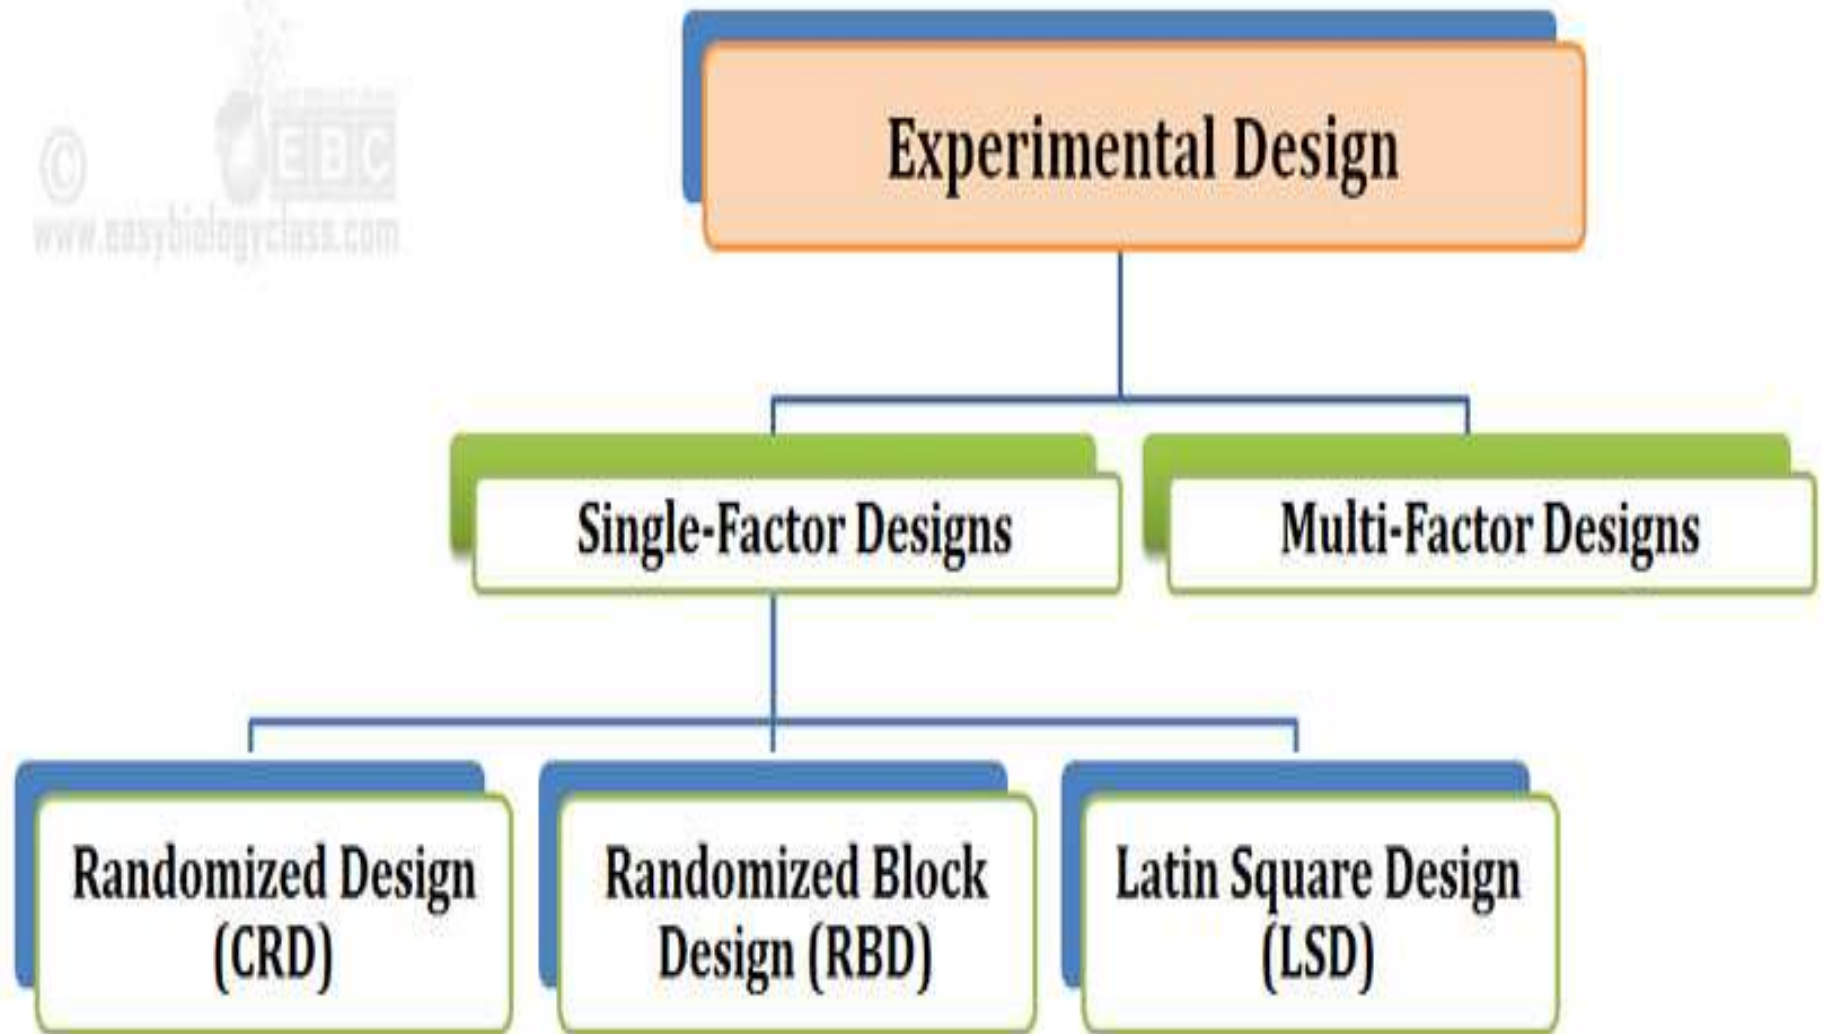 ©
EBC
www.easybiologyclass.com
Experimental Design
Single-Factor Designs
Multi-Factor Designs
Randomized Design
(CRD)
Randomized Block
Design (RBD)
Latin Square Design
(LSD)